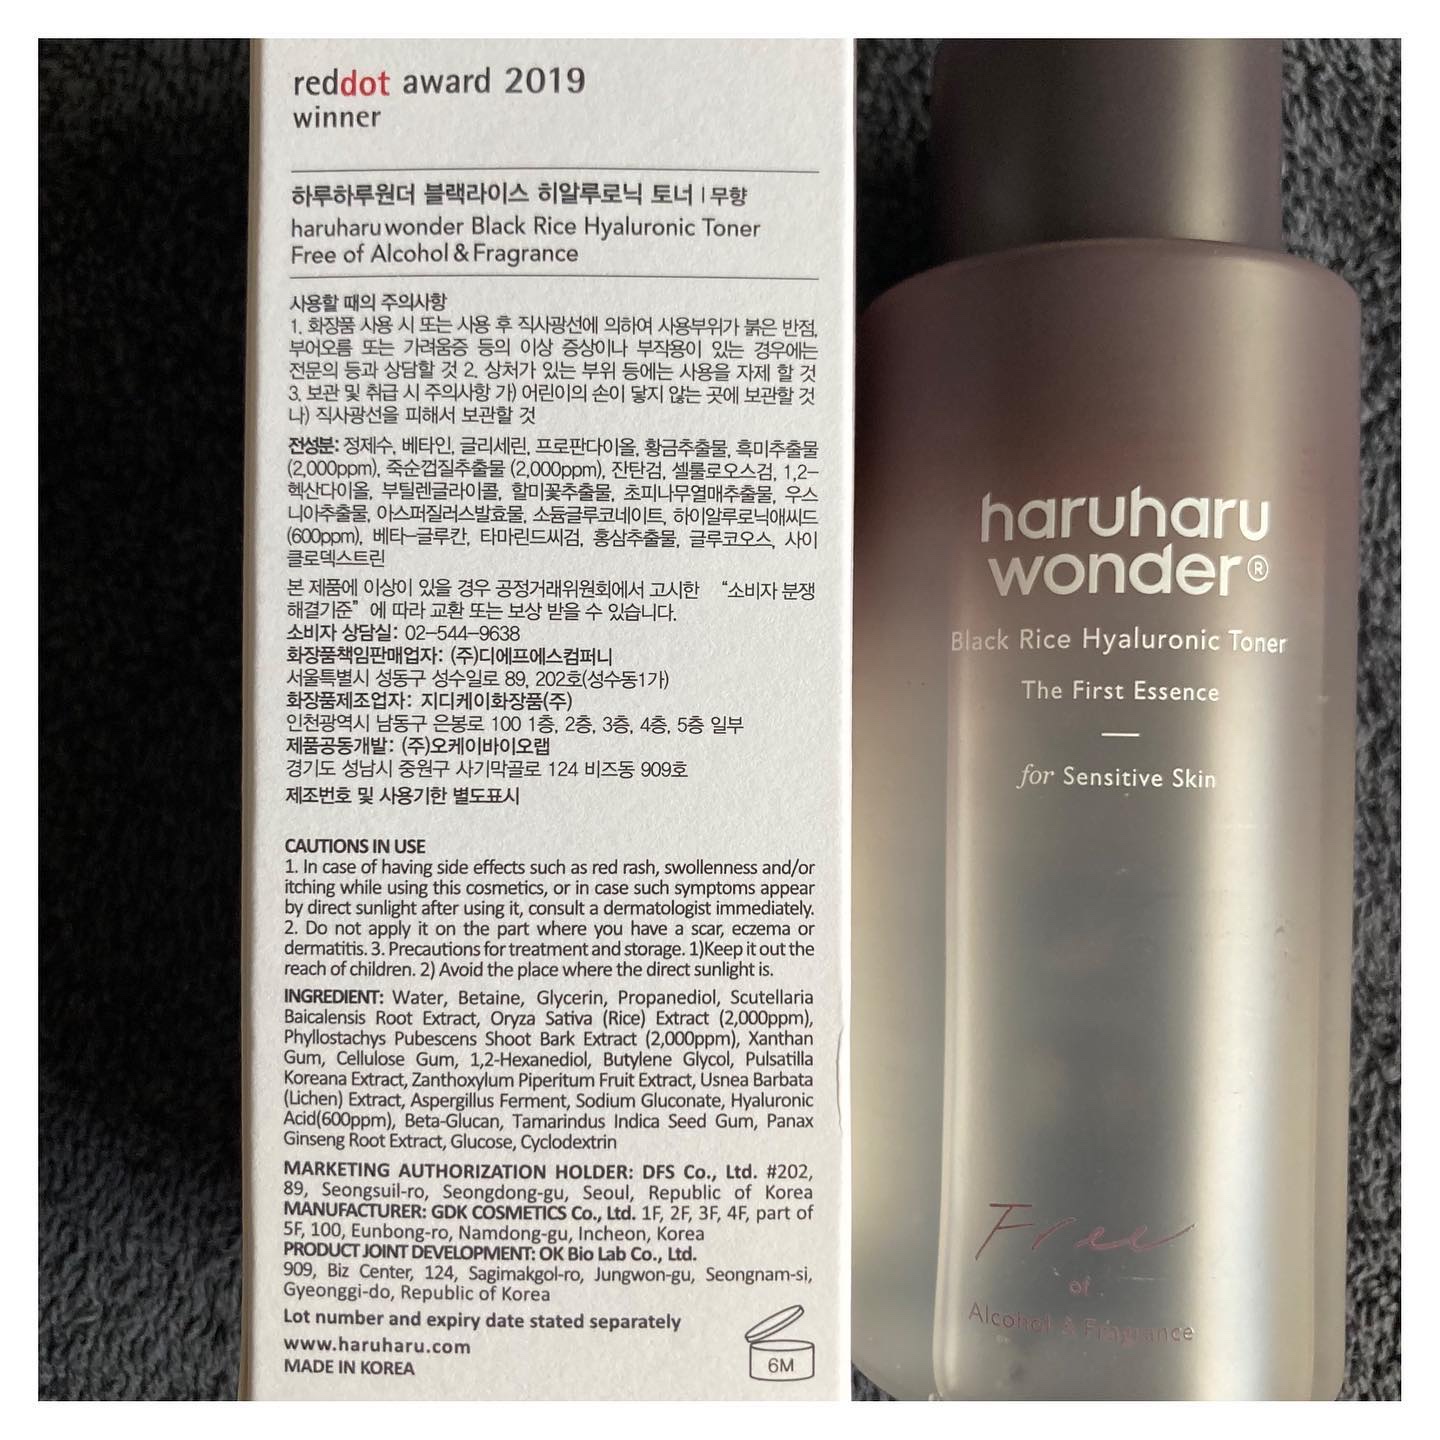 reddot award 2019
winner
하루하루원더 블랙라이스 히알루로닉 토너 | 무향
haruharu wonder Black Rice Hyaluronic Toner
Free of Alcohol & Fragrance
사용할 때의 주의사항
1. 화장품 사용 시 또는 사용 후 직사광선에 의하여 사용부위가 붉은 반점,
부어오름 또는 가려움증 등의 이상 증상이나 부작용이 있는 경우에는
전문의 등과 상담할 것 2. 상처가 있는 부위 등에는 사용을 자제 할 것
3. 보관 및 취급 시 주의사항 가) 어린이의 손이 닿지 않는 곳에 보관할 것
나) 직사광선을 피해서 보관할 것
전성분: 정제수, 베타인, 글리세린, 프로판다이올, 황금추출물, 흑미추출물
(2,000ppm), 죽순껍질추출물 (2,000ppm), 잔탄검, 셀룰로오스검, 1,2-
헥산다이올, 부틸렌글라이콜, 할미꽃추출물, 초피나무열매추출물, 우스
니아추출물, 아스퍼질러스발효물, 소듐글루코네이트, 하이알루로닉애씨드
(600ppm), 베타-글루칸, 타마린드씨검, 홍삼추출물, 글루코오스, 사이
클로덱스트린
본 제품에 이상이 있을 경우 공정거래위원회에서 고시한 “소비자 분쟁
해결기준” 에 따라 교환 또는 보상 받을 수 있습니다.
소비자 상담실: 02-544-9638
화장품책임판매업자: (주)디에프에스컴퍼니
서울특별시 성동구 성수일로 89, 202호(성수동1가)
화장품제조업자: 지디케이화장품(주)
인천광역시 남동구 은봉로 100 1층, 2층, 3층, 4층, 5층 일부
제품공동개발: (주)오케이바이오랩
경기도 성남시 중원구 사기막골로 124 비즈동 909호
제조번호 및 사용기한 별도표시
CAUTIONS IN USE
1. In case of having side effects such as red rash, swollenness and/or
itching while using this cosmetics, or in case such symptoms appear
by direct sunlight after using it, consult a dermatologist immediately.
2. Do not apply it on the part where you have a scar, eczema or
dermatitis. 3. Precautions for treatment and storage. 1)Keep it out the
reach of children. 2) Avoid the place where the direct sunlight is.
INGREDIENT: Water, Betaine, Glycerin, Propanediol, Scutellaria
Baicalensis Root Extract, Oryza Sativa (Rice) Extract (2,000ppm),
Phyllostachys Pubescens Shoot Bark Extract (2,000ppm), Xanthan
Gum, Cellulose Gum, 1,2-Hexanediol, Butylene Glycol, Pulsatilla
Koreana Extract, Zanthoxylum Piperitum Fruit Extract, Usnea Barbata
(Lichen) Extract, Aspergillus Ferment, Sodium Gluconate, Hyaluronic
Acid(600ppm), Beta-Glucan, Tamarindus Indica Seed Gum, Panax
Ginseng Root Extract, Glucose, Cyclodextrin
MARKETING AUTHORIZATION HOLDER: DFS Co., Ltd. #202,
89, Seongsuil-ro, Seongdong-gu, Seoul, Republic of Korea
MANUFACTURER: GDK COSMETICS Co., Ltd. 1F, 2F, 3F, 4F, part of
5F, 100, Eunbong-ro, Namdong-gu, Incheon, Korea
PRODUCT JOINT DEVELOPMENT: OK Bio Lab Co., Ltd.
909, Biz Center, 124, Sagimakgol-ro, Jungwon-gu, Seongnam-si,
Gyeonggi-do, Republic of Korea
Lot number and expiry date stated separately
www.haruharu.com
MADE IN KOREA
6M
haruharu
wonder®
Black Rice Hyaluronic Toner
The First Essence
for Sensitive Skin
Free
of
Alcohol & Fragrance